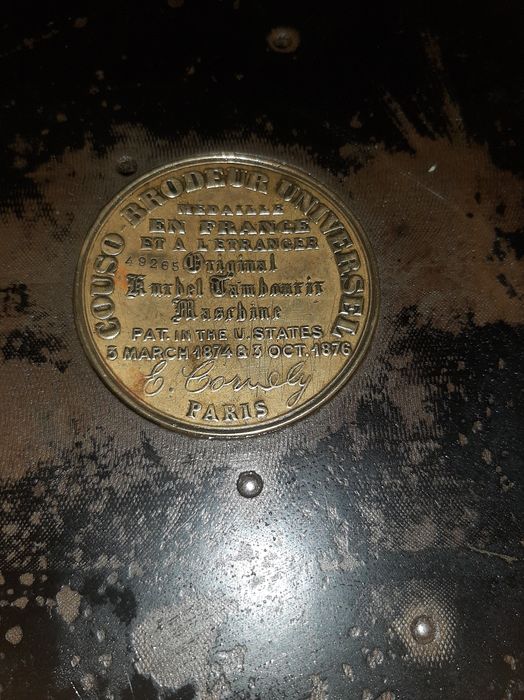 COUSO BRODEUR UNIVERSEL
MEDAILLE
EN FRANCE
ET A L'ETRANGER
49265 Original
Kurbel Tambourir
Maschine
PAT. IN THE U. STATES
3 MARCH 1874 & 3 OCT. 1876
E. Cornely
PARIS